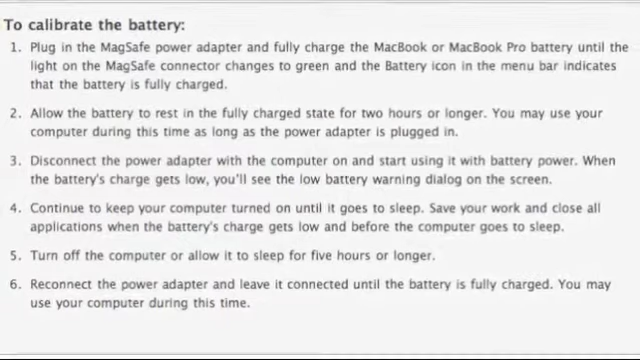 To calibrate the battery:
1. Plug in the MagSafe power adapter and fully charge the MacBook or MacBook Pro battery until the
light on the MagSafe connector changes to green and the Battery icon in the menu bar indicates
that the battery is fully charged.
2. Allow the battery to rest in the fully charged state for two hours or longer. You may use your
computer during this time as long as the power adapter is plugged in.
3. Disconnect the power adapter with the computer on and start using it with battery power. When
the battery's charge gets low, you'll see the low battery warning dialog on the screen.
4. Continue to keep your computer turned on until it goes to sleep. Save your work and close all
applications when the battery's charge gets low and before the computer goes to sleep.
5. Turn off the computer or allow it to sleep for five hours or longer.
6. Reconnect the power adapter and leave it connected until the battery is fully charged. You may
use your computer during this time.